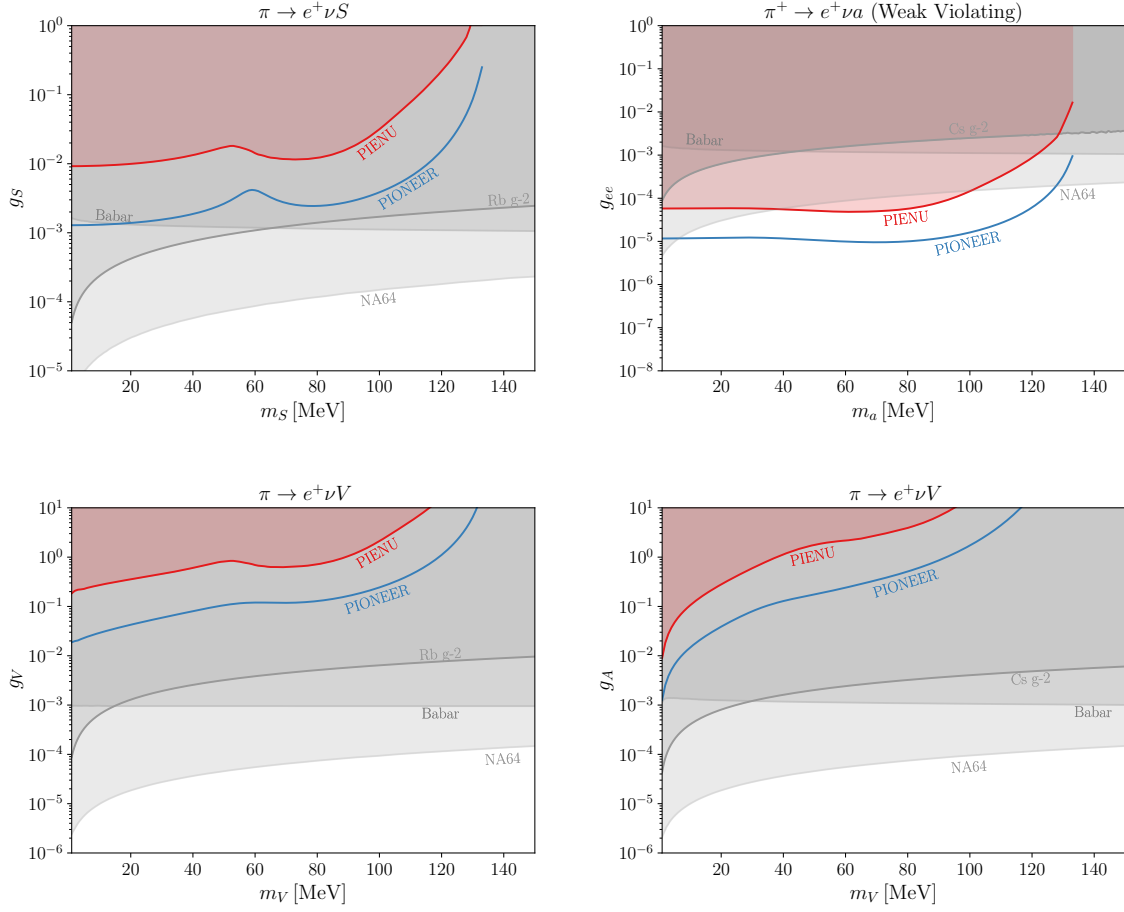 π → e⁺νS
10⁰
10⁻¹
10⁻²
10⁻³
10⁻⁴
10⁻⁵
g_S
PIENU
PIONEER
Babar
Rb g-2
NA64
20 40 60 80 100 120 140
m_S [MeV]
π⁺ → e⁺νa (Weak Violating)
10⁰
10⁻¹
10⁻²
10⁻³
10⁻⁴
10⁻⁵
10⁻⁶
10⁻⁷
10⁻⁸
g_ee
Cs g-2
Babar
NA64
PIENU
PIONEER
20 40 60 80 100 120 140
m_a [MeV]
π → e⁺νV
10¹
10⁰
10⁻¹
10⁻²
10⁻³
10⁻⁴
10⁻⁵
10⁻⁶
g_V
PIENU
PIONEER
Rb g-2
Babar
NA64
20 40 60 80 100 120 140
m_V [MeV]
π → e⁺νV
10¹
10⁰
10⁻¹
10⁻²
10⁻³
10⁻⁴
10⁻⁵
10⁻⁶
g_A
PIENU
PIONEER
Cs g-2
Babar
NA64
20 40 60 80 100 120 140
m_V [MeV]